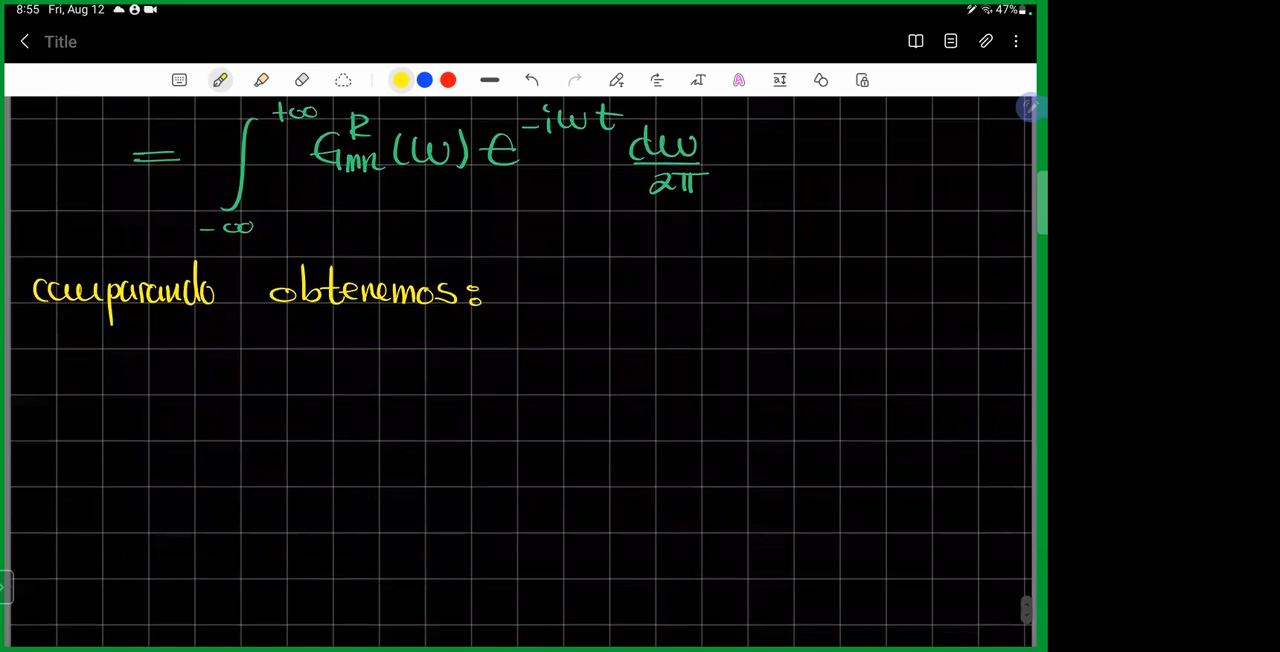 8:55 Fri, Aug 12 47%
Title
= ∫_{-∞}^{+∞} G^R_{mn}(ω) e^{-iωt} dω/2π
comparando obtenemos: